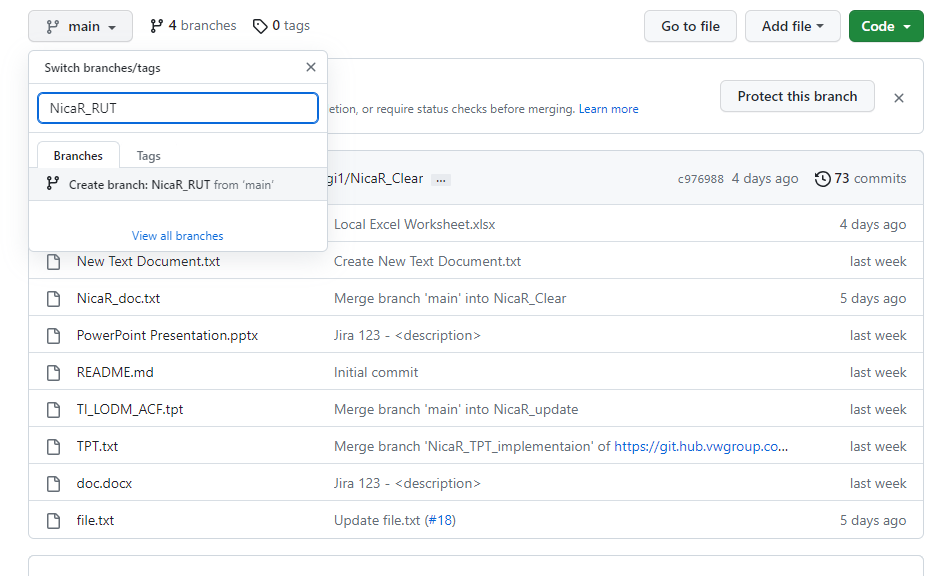 main 4 branches 0 tags Go to file Add file Code
Switch branches/tags
NicaR_RUT
etion, or require status checks before merging. Learn more
Protect this branch
Branches Tags
Create branch: NicaR_RUT from 'main'
gi1/NicaR_Clear ... c976988 4 days ago 73 commits
View all branches
Local Excel Worksheet.xlsx 4 days ago
New Text Document.txt Create New Text Document.txt last week
NicaR_doc.txt Merge branch 'main' into NicaR_Clear 5 days ago
PowerPoint Presentation.pptx Jira 123 - <description> last week
README.md Initial commit last week
TI_LODM_ACF.tpt Merge branch 'main' into NicaR_update last week
TPT.txt Merge branch 'NicaR_TPT_implementaion' of https://git.hub.vwgroup.co... last week
doc.docx Jira 123 - <description> last week
file.txt Update file.txt (#18) 5 days ago